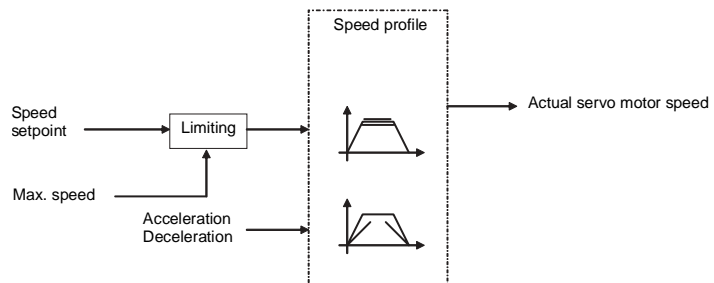 Speed profile
Actual servo motor speed
Speed
setpoint
Limiting
Max. speed
Acceleration
Deceleration